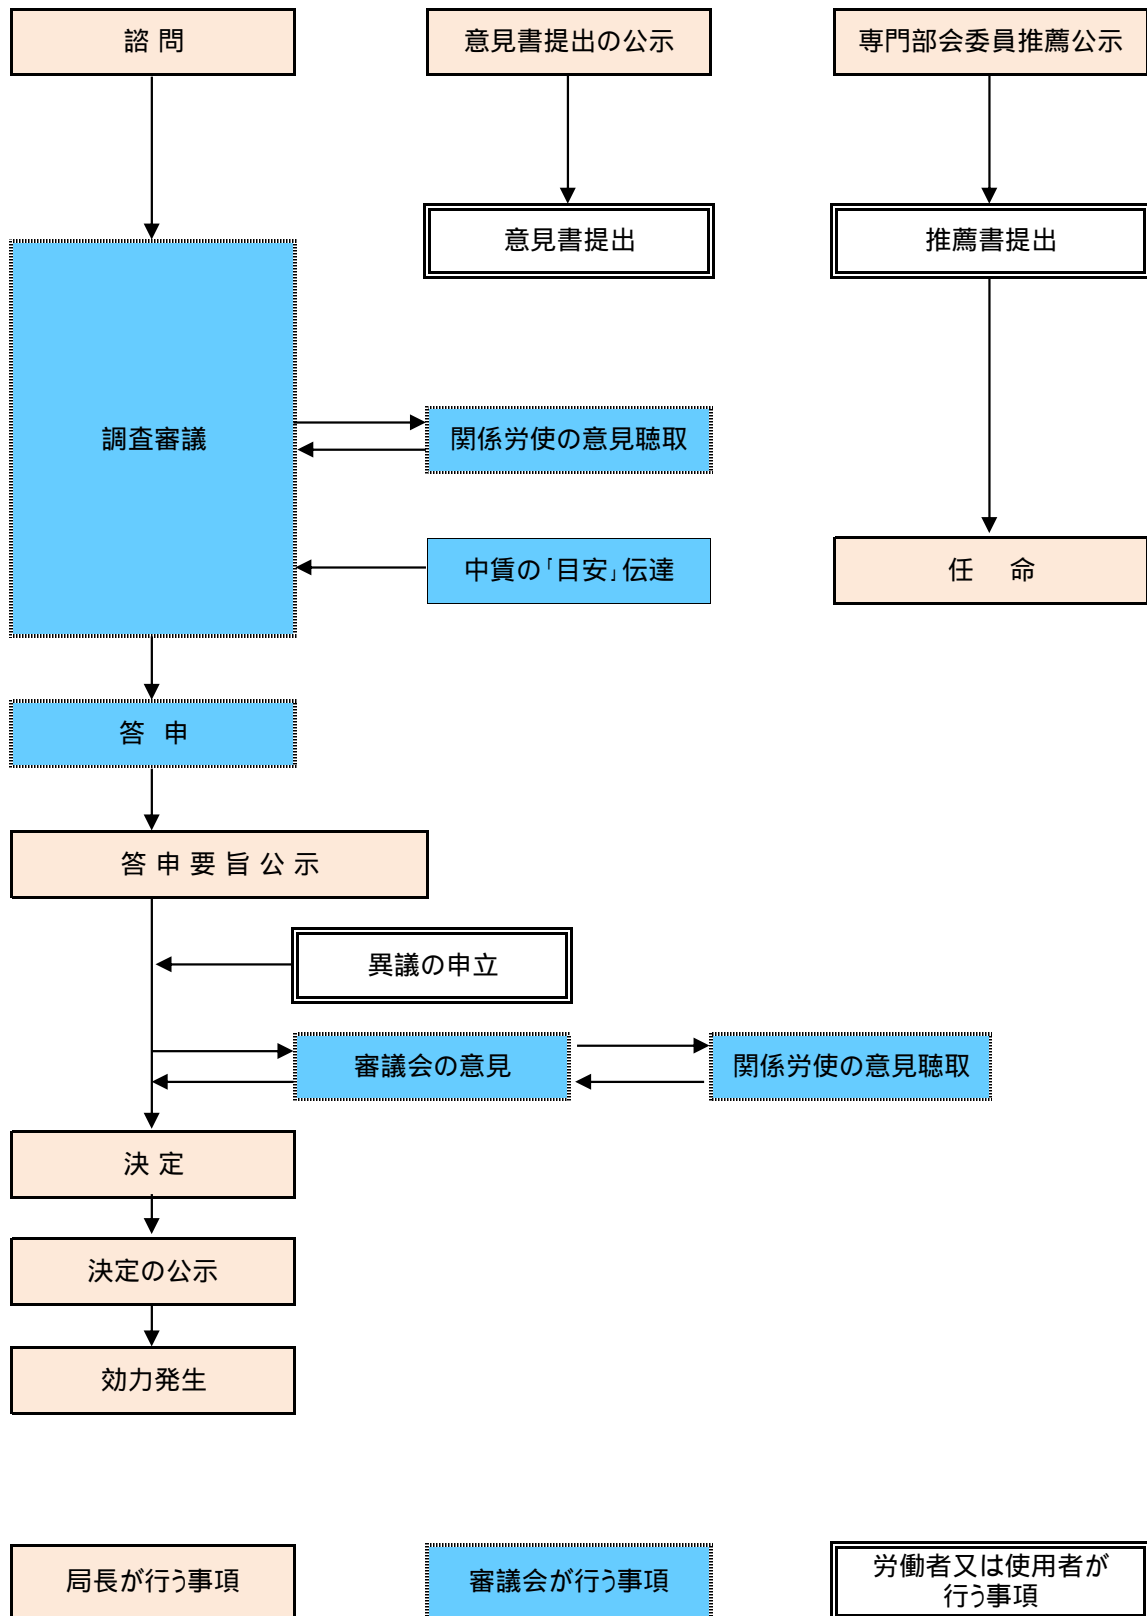 諮 問
意見書提出の公示
専門部会委員推薦公示
意見書提出
推薦書提出
調査審議
関係労使の意見聴取
中賃の「目安」伝達
任 命
答 申
答 申 要 旨 公 示
異議の申立
審議会の意見
関係労使の意見聴取
決 定
決定の公示
効力発生
局長が行う事項
審議会が行う事項
労働者又は使用者が
行う事項